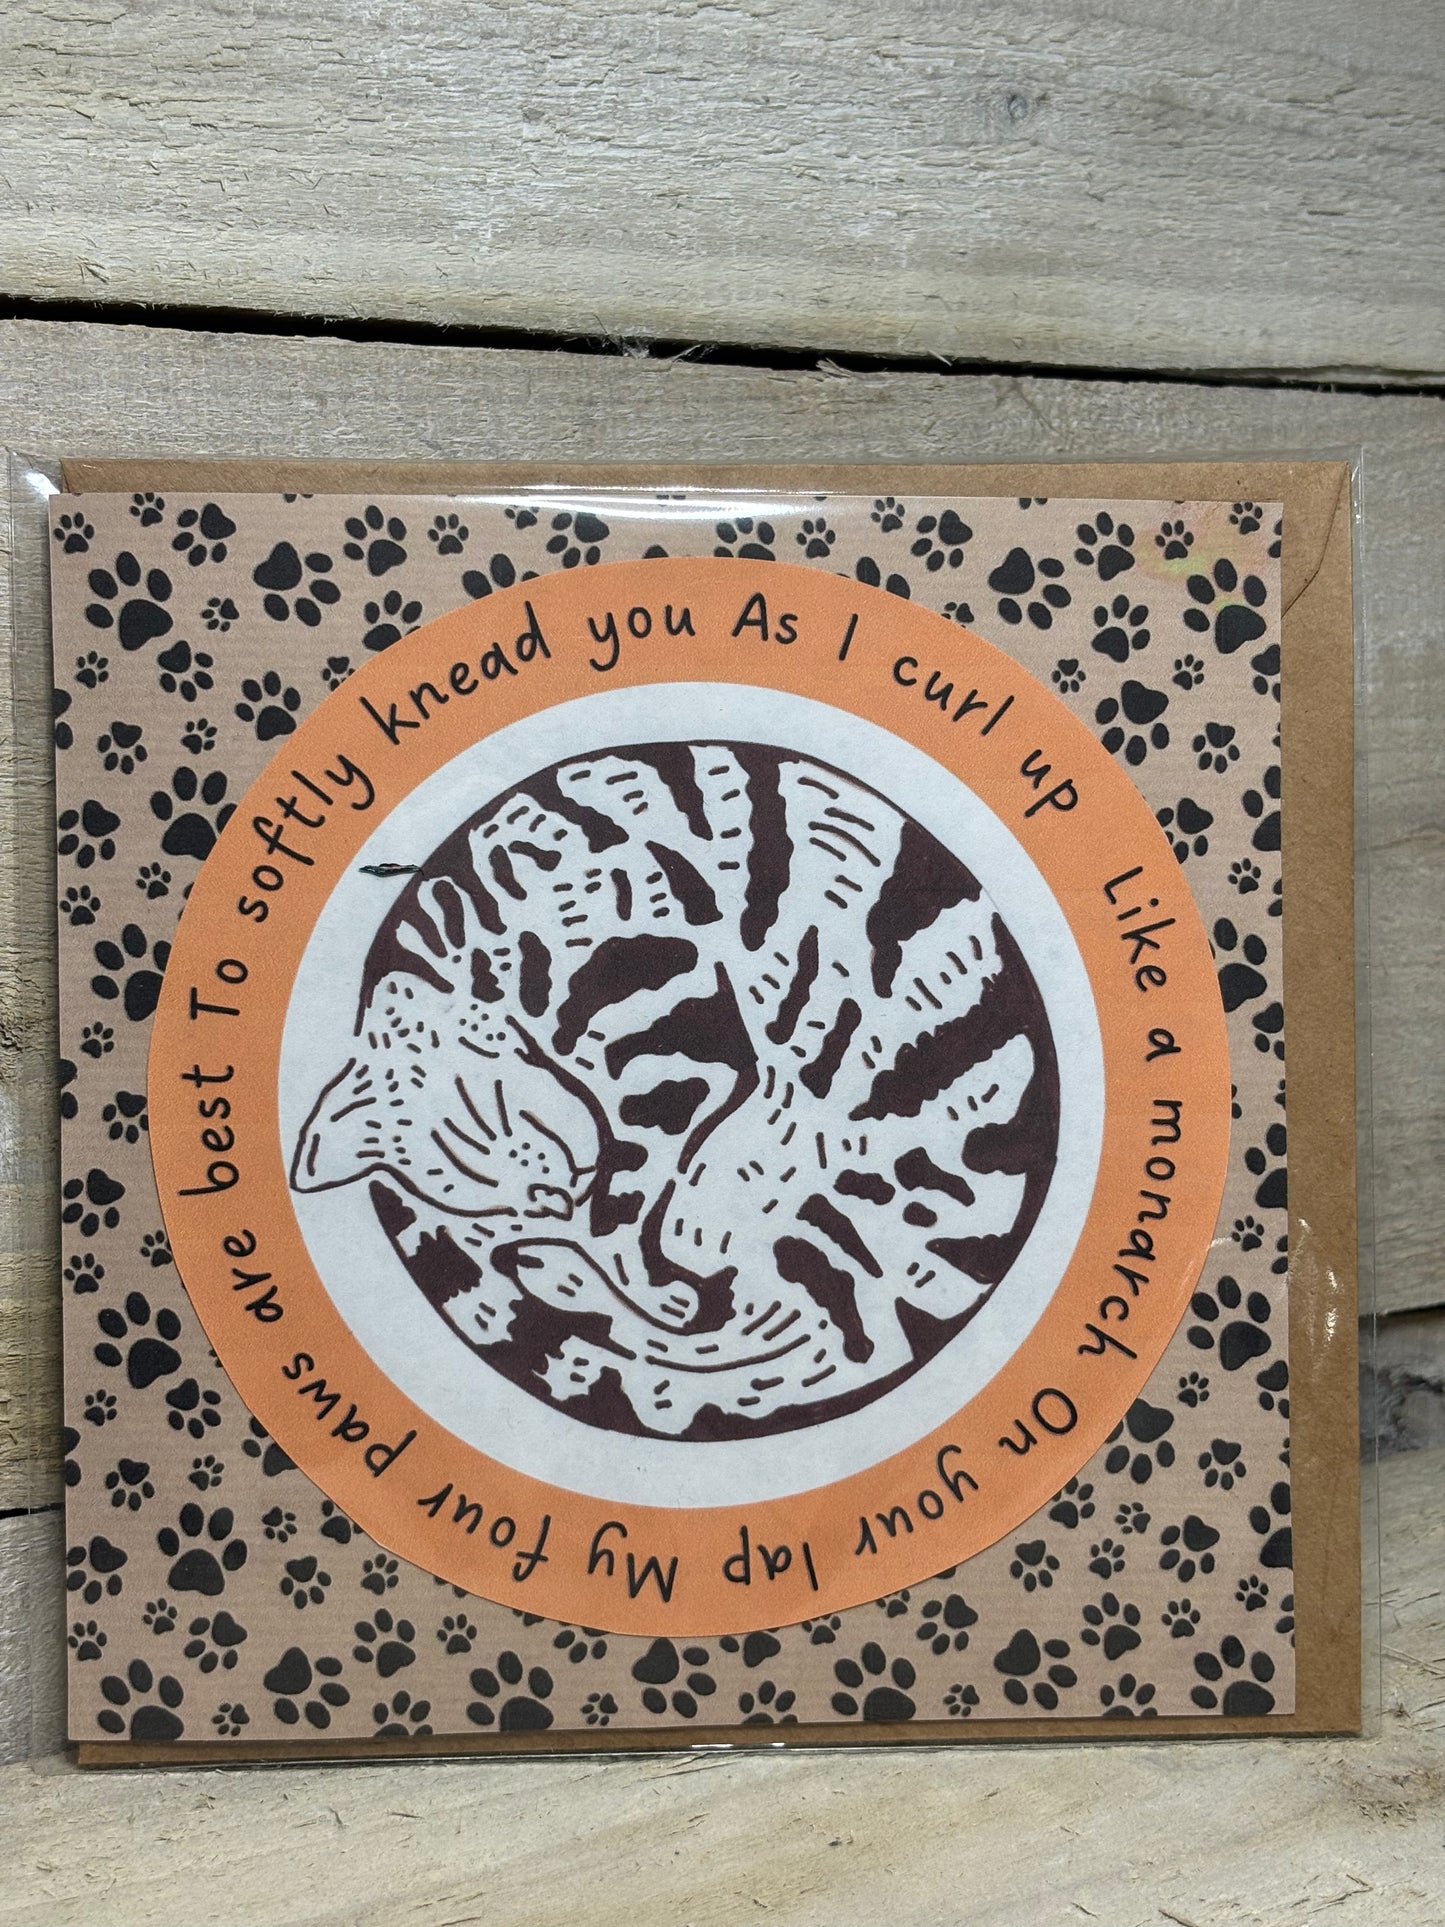 My four paws are best To softly knead you As I curl up Like a monarch On your lap